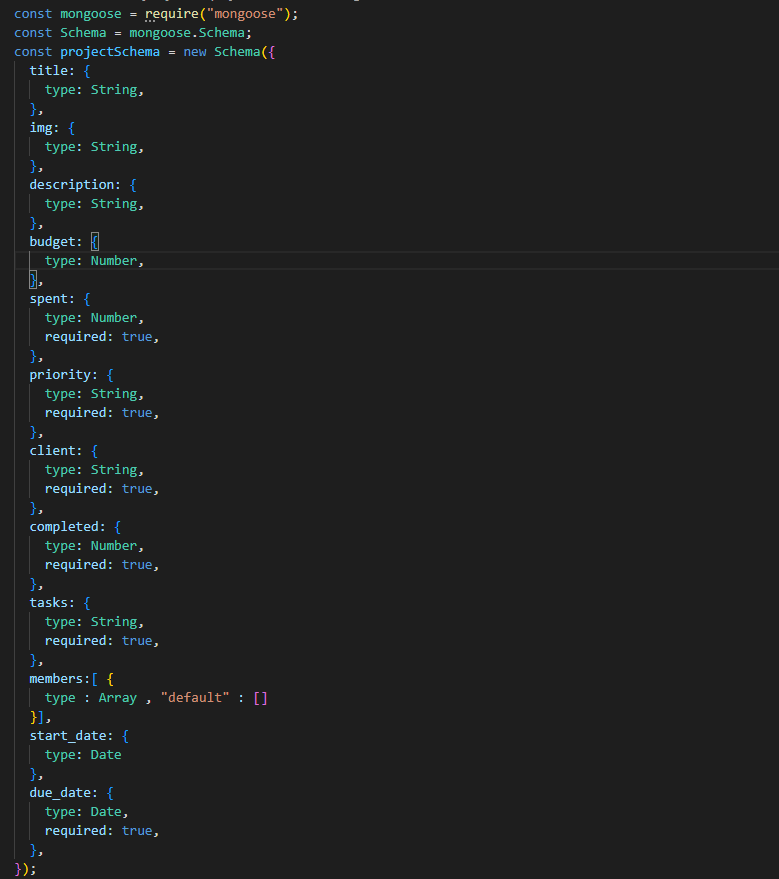 const mongoose = require("mongoose");
const Schema = mongoose.Schema;
const projectSchema = new Schema({
  title: {
    type: String,
  },
  img: {
    type: String,
  },
  description: {
    type: String,
  },
  budget: {
    type: Number,
  },
  spent: {
    type: Number,
    required: true,
  },
  priority: {
    type: String,
    required: true,
  },
  client: {
    type: String,
    required: true,
  },
  completed: {
    type: Number,
    required: true,
  },
  tasks: {
    type: String,
    required: true,
  },
  members:[ {
    type : Array , "default" : []
  }],
  start_date: {
    type: Date
  },
  due_date: {
    type: Date,
    required: true,
  },
});